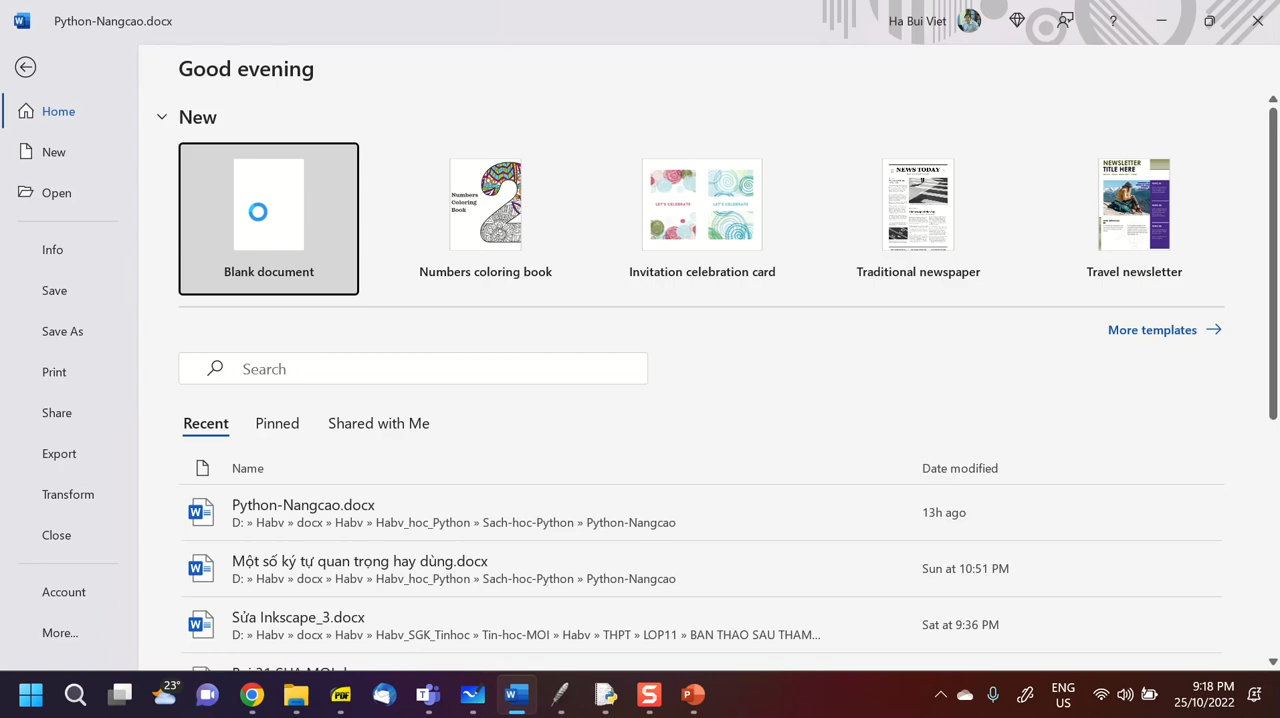 Python-Nangcao.docx
Ha Bui Viet
Good evening
Home
New
New
Open
Info
Save
Save As
Print
Share
Export
Transform
Close
Account
More...
Numbers
Coloring
Book
LET'S CELEBRATE
LET'S CELEBRATE
NEWS TODAY
NEWSLETTER
TITLE HERE
Blank document
Numbers coloring book
Invitation celebration card
Traditional newspaper
Travel newsletter
More templates
Search
Recent
Pinned
Shared with Me
Name
Date modified
Python-Nangcao.docx
D: » Habv » docx » Habv » Habv_hoc_Python » Sach-hoc-Python » Python-Nangcao
13h ago
Một số ký tự quan trọng hay dùng.docx
D: » Habv » docx » Habv » Habv_hoc_Python » Sach-hoc-Python » Python-Nangcao
Sun at 10:51 PM
Sửa Inkscape_3.docx
D: » Habv » docx » Habv » Habv_SGK_Tinhoc » Tin-hoc-MOI » Habv » THPT » LOP11 » BAN THAO SAU THAM...
Sat at 9:36 PM
23°
PDF
ENG
US
9:18 PM
25/10/2022